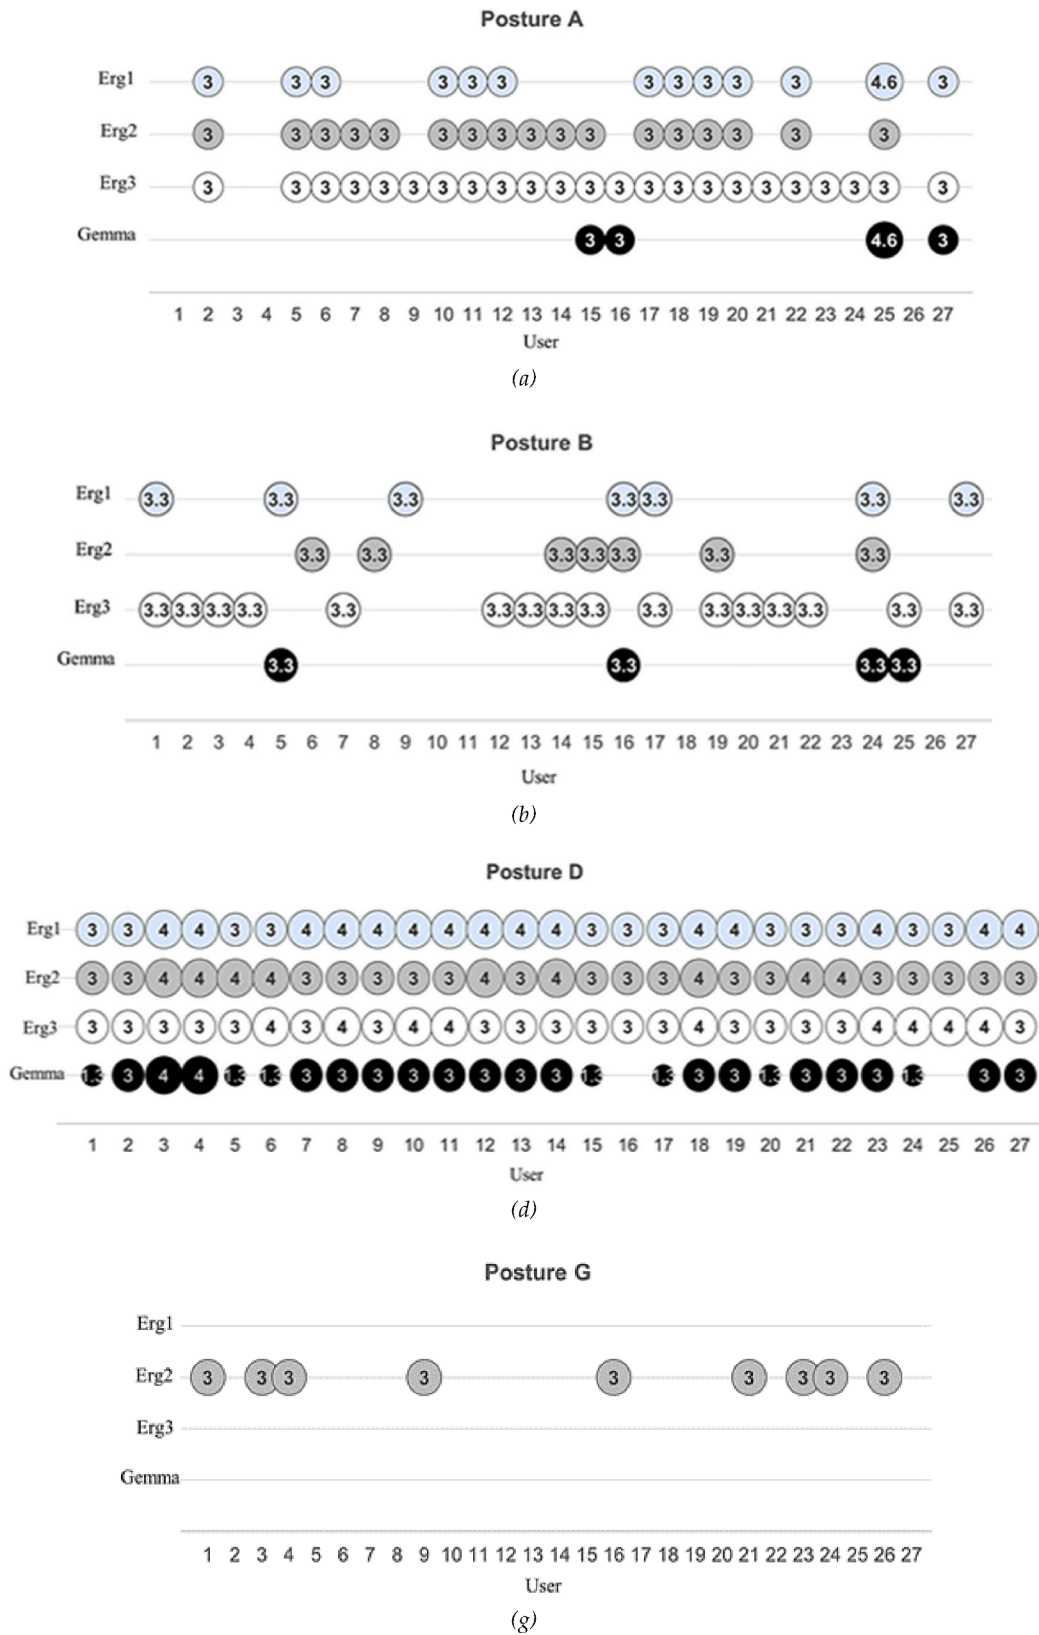 Posture A
Erg1 3 3 3 3 3 3 3 3 3 3 3 4.6 3
Erg2 3 3 3 3 3 3 3 3 3 3 3 3 3 3 3 3 3
Erg3 3 3 3 3 3 3 3 3 3 3 3 3 3 3 3 3 3 3 3 3 3 3 3
Gemma 3 3 4.6 3
1 2 3 4 5 6 7 8 9 10 11 12 13 14 15 16 17 18 19 20 21 22 23 24 25 26 27
User
(a)
Posture B
Erg1 3.3 3.3 3.3 3.3 3.3 3.3 3.3
Erg2 3.3 3.3 3.3 3.3 3.3 3.3 3.3
Erg3 3.3 3.3 3.3 3.3 3.3 3.3 3.3 3.3 3.3 3.3 3.3 3.3 3.3 3.3 3.3 3.3
Gemma 3.3 3.3 3.3 3.3
1 2 3 4 5 6 7 8 9 10 11 12 13 14 15 16 17 18 19 20 21 22 23 24 25 26 27
User
(b)
Posture D
Erg1 3 3 4 4 3 3 4 4 4 4 4 4 4 4 3 3 3 4 4 3 3 3 4 3 3 4 4
Erg2 3 3 4 4 4 4 3 3 3 3 3 4 3 4 3 3 3 4 3 3 4 4 3 3 3 3 3
Erg3 3 3 3 3 3 4 3 4 3 4 4 3 3 3 3 3 3 4 3 3 3 3 4 4 4 4 3
Gemma 1.3 3 4 4 1.3 1.3 3 3 3 3 3 3 3 3 1.3 1.3 3 3 1.3 3 3 3 1.3 3 3
1 2 3 4 5 6 7 8 9 10 11 12 13 14 15 16 17 18 19 20 21 22 23 24 25 26 27
User
(d)
Posture G
Erg1
Erg2 3 3 3 3 3 3 3 3 3
Erg3
Gemma
1 2 3 4 5 6 7 8 9 10 11 12 13 14 15 16 17 18 19 20 21 22 23 24 25 26 27
User
(g)